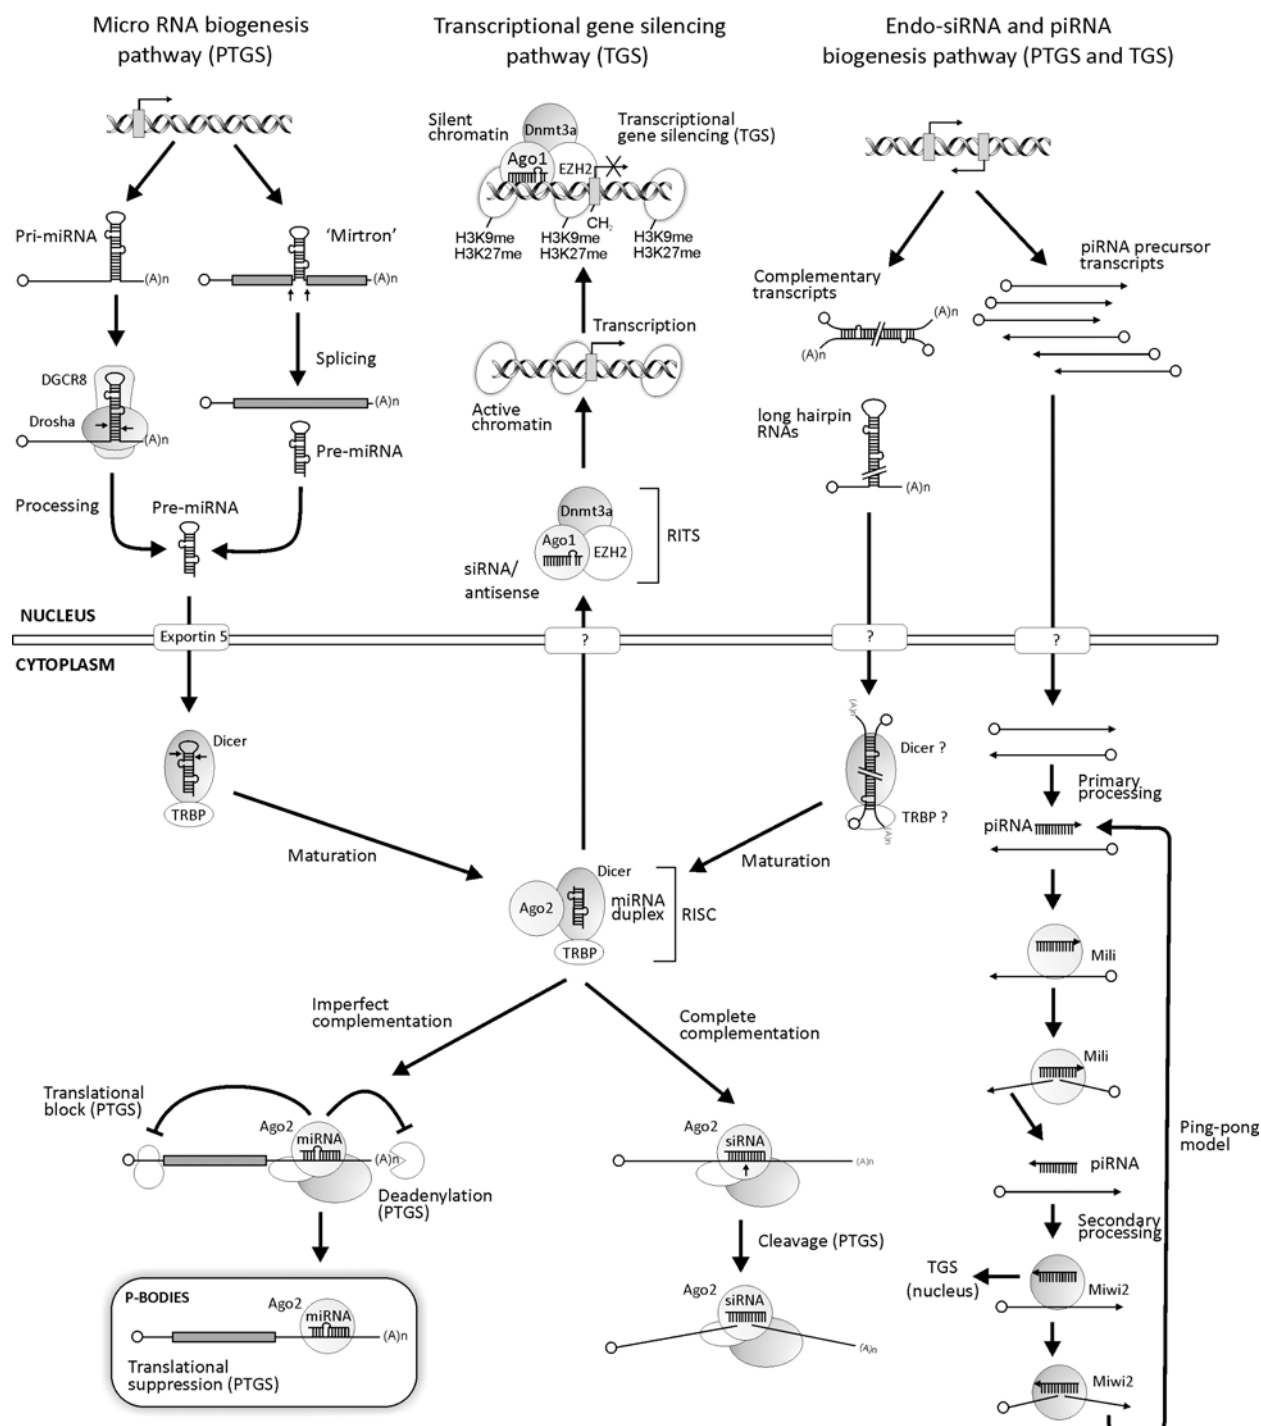 Micro RNA biogenesis
pathway (PTGS)
Transcriptional gene silencing
pathway (TGS)
Endo-siRNA and piRNA
biogenesis pathway (PTGS and TGS)
Pri-miRNA
(A)n
‘Mirtron’
(A)n
Splicing
DGCR8
Drosha
(A)n
(A)n
Pre-miRNA
Processing
Pre-miRNA
Silent
chromatin
Dnmt3a
Ago1
EZH2
Transcriptional
gene silencing (TGS)
CH2
H3K9me
H3K27me
H3K9me
H3K27me
H3K9me
H3K27me
Transcription
Active
chromatin
Dnmt3a
Ago1
EZH2
RITS
siRNA/
antisense
Complementary
transcripts
(A)n
(A)n
piRNA precursor
transcripts
long hairpin
RNAs
(A)n
NUCLEUS
Exportin 5
?
?
?
CYTOPLASM
Dicer
TRBP
Maturation
(A)n
Dicer ?
TRBP ?
(A)n
Maturation
Dicer
Ago2
miRNA
duplex
TRBP
RISC
Imperfect
complementation
Complete
complementation
Translational
block (PTGS)
Ago2
miRNA
(A)n
Deadenylation
(PTGS)
P-BODIES
Ago2
miRNA
(A)n
Translational
suppression (PTGS)
Ago2
siRNA
(A)n
Cleavage (PTGS)
Ago2
siRNA
(A)n
Primary
processing
piRNA
Mili
Mili
Ping-pong
model
piRNA
Secondary
processing
TGS
(nucleus)
Miwi2
Miwi2